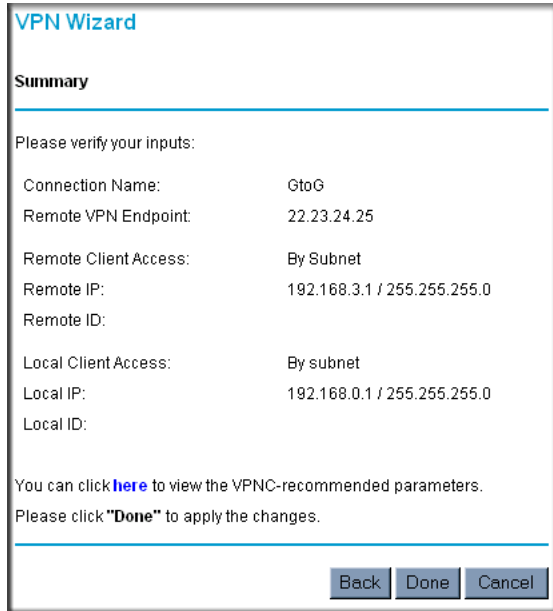 VPN Wizard
Summary
Please verify your inputs:
Connection Name: GtoG
Remote VPN Endpoint: 22.23.24.25
Remote Client Access: By Subnet
Remote IP: 192.168.3.1 / 255.255.255.0
Remote ID:
Local Client Access: By subnet
Local IP: 192.168.0.1 / 255.255.255.0
Local ID:
You can click here to view the VPNC-recommended parameters.
Please click "Done" to apply the changes.
Back Done Cancel